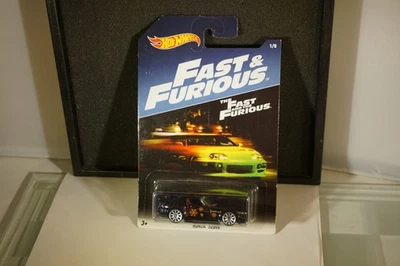 Hot Wheels
1/8
FAST &
FURIOUS
THE
FAST
AND THE
FURIOUS
3+